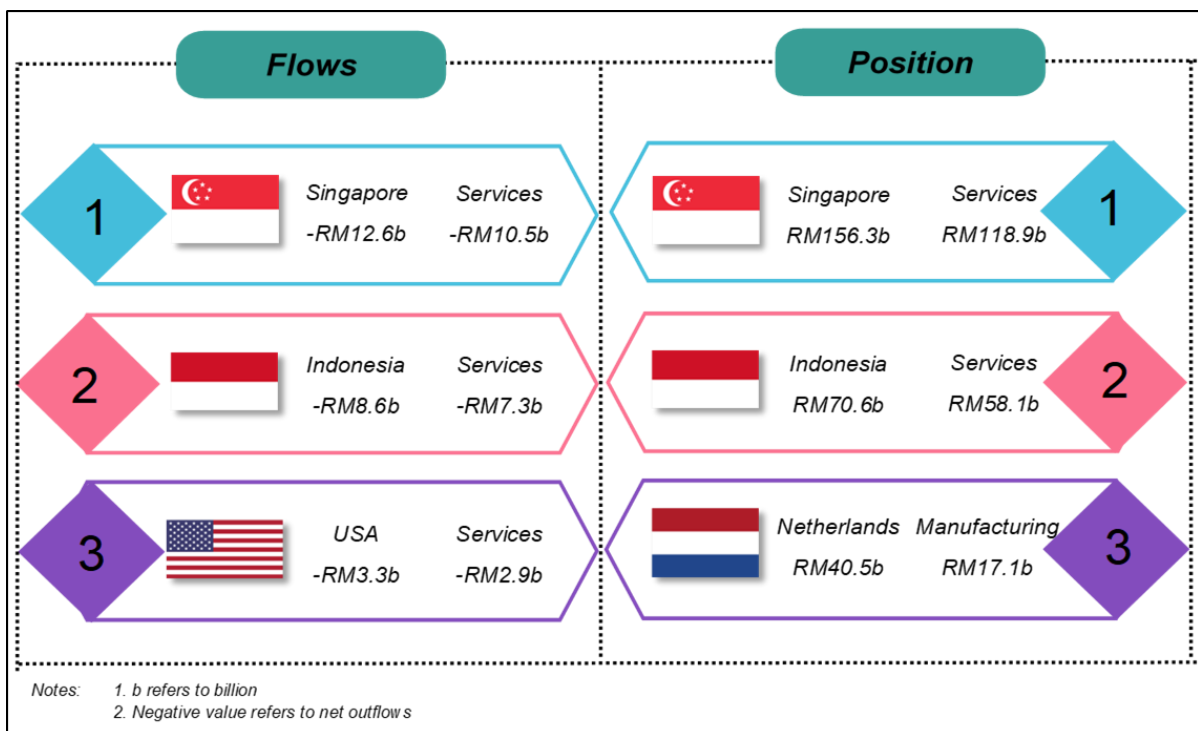 Flows
1
Singapore Services
-RM12.6b -RM10.5b
2
Indonesia Services
-RM8.6b -RM7.3b
3
USA Services
-RM3.3b -RM2.9b
Position
Singapore Services
RM156.3b RM118.9b
1
Indonesia Services
RM70.6b RM58.1b
2
Netherlands Manufacturing
RM40.5b RM17.1b
3
Notes: 1. b refers to billion
2. Negative value refers to net outflows